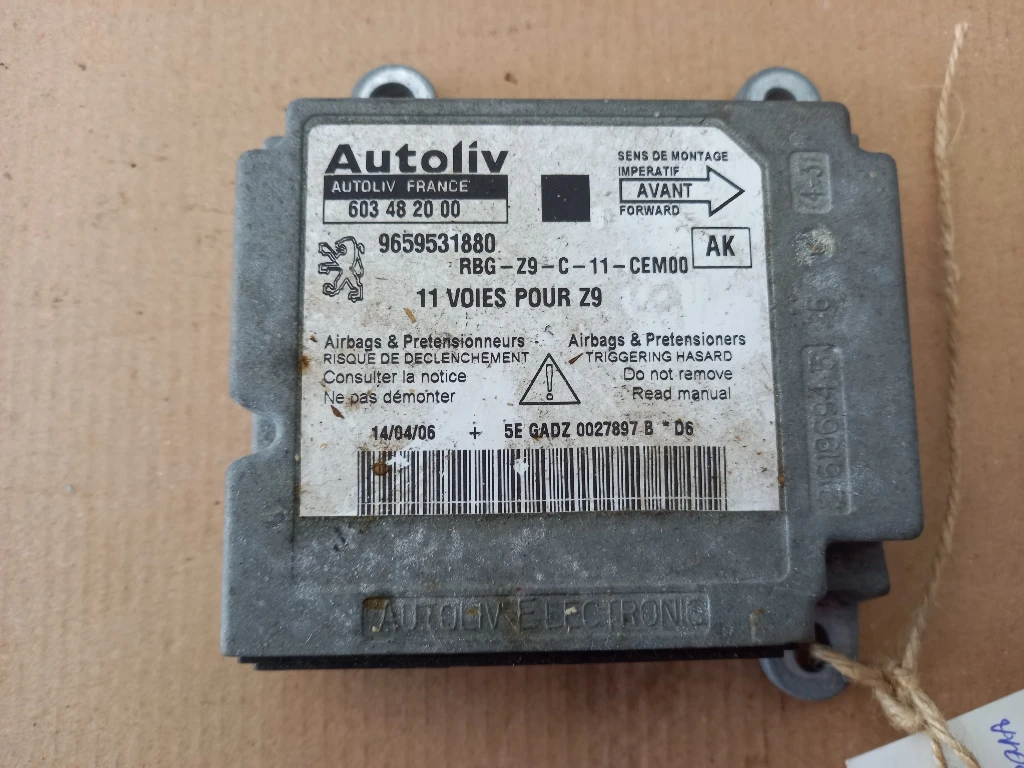 Autoliv
AUTOLIV FRANCE
603 48 20 00
SENS DE MONTAGE
IMPERATIF
AVANT
FORWARD
9659531880
AK
RBG-Z9-C-11-CEM00
11 VOIES POUR Z9
Airbags & Pretensionneurs
RISQUE DE DECLENCHEMENT
Consulter la notice
Ne pas démonter
Airbags & Pretensioners
TRIGGERING HASARD
Do not remove
Read manual
14/04/06 + 5E GADZ 0027897 B * D6
AUTOLIV ELECTRONIC
4-J